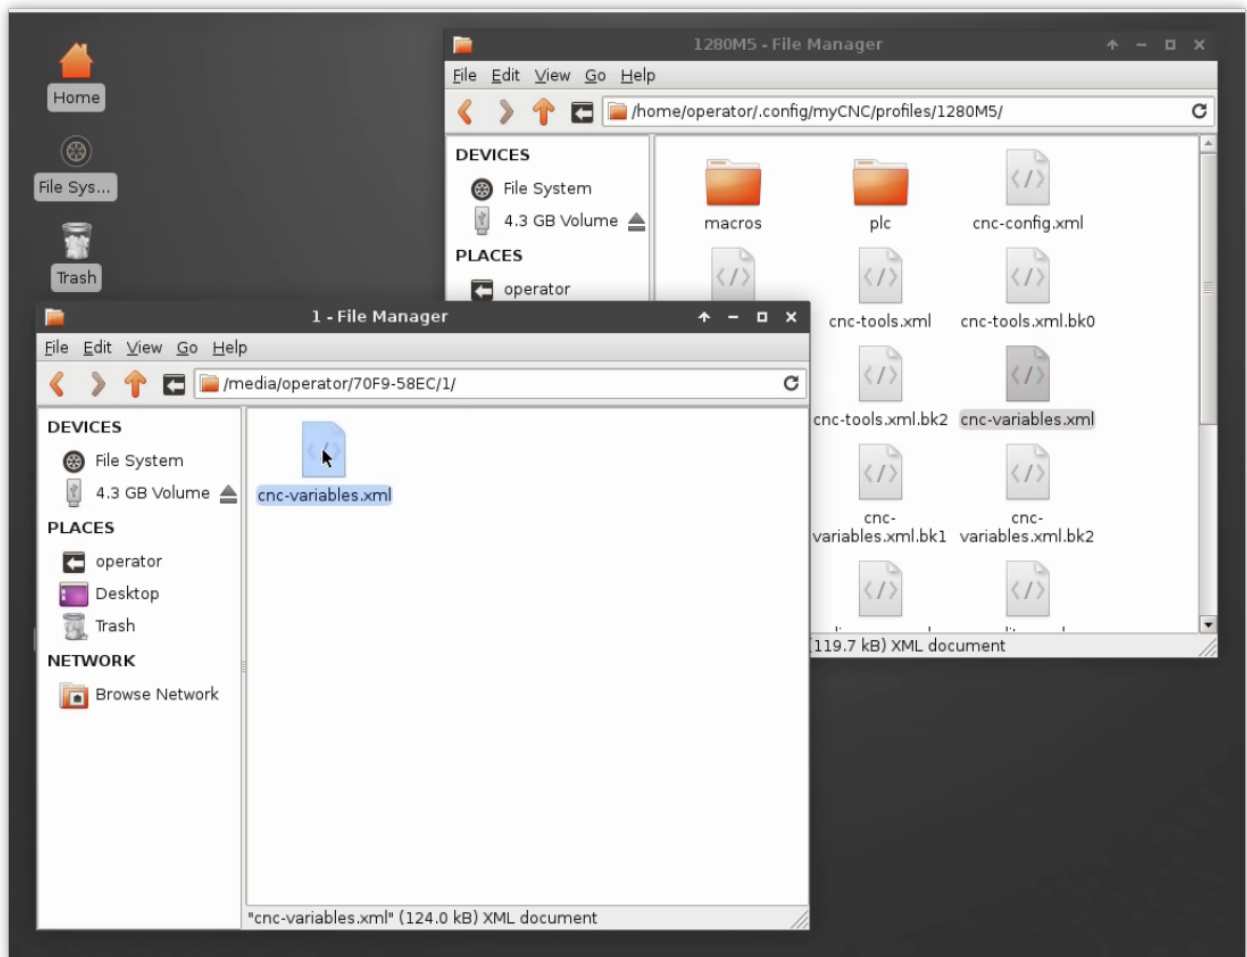 Home
File Sys...
Trash
1280M5 - File Manager
File Edit View Go Help
/home/operator/.config/myCNC/profiles/1280M5/
DEVICES
File System
4.3 GB Volume
PLACES
operator
macros
plc
cnc-config.xml
cnc-tools.xml
cnc-tools.xml.bk0
cnc-tools.xml.bk2
cnc-variables.xml
cnc-
variables.xml.bk1
cnc-
variables.xml.bk2
(119.7 kB) XML document
1 - File Manager
File Edit View Go Help
/media/operator/70F9-58EC/1/
DEVICES
File System
4.3 GB Volume
PLACES
operator
Desktop
Trash
NETWORK
Browse Network
cnc-variables.xml
"cnc-variables.xml" (124.0 kB) XML document